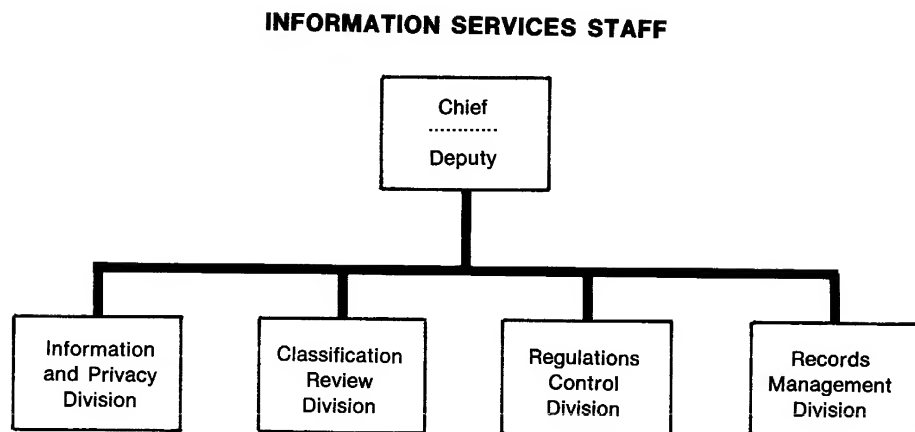 INFORMATION SERVICES STAFF
Chief
Deputy
Information
and Privacy
Division
Classification
Review
Division
Regulations
Control
Division
Records
Management
Division